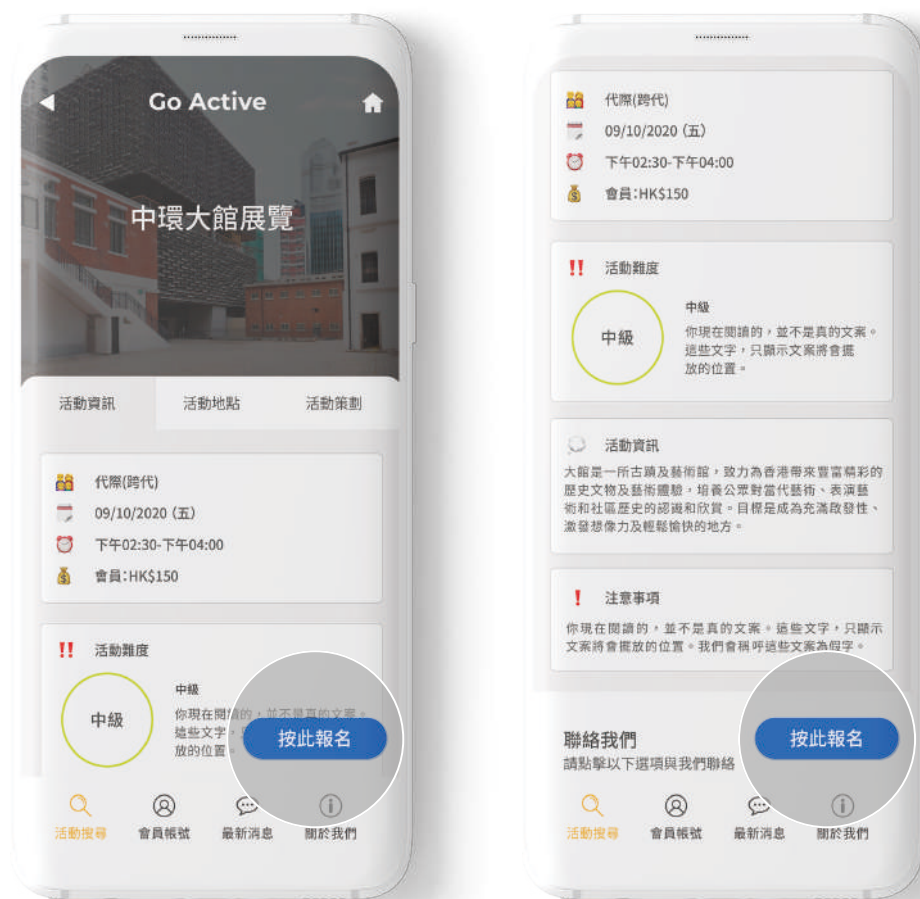 Go Active
中環大館展覽
活動資訊
活動地點
活動策劃
代際(跨代)
09/10/2020 (五)
下午02:30-下午04:00
會員:HK$150
活動難度
中級
中級
你現在閱讀的，並不是真的文案。
這些文字，只
放的位置。
按此報名
活動搜尋
會員帳號
最新消息
關於我們
代際(跨代)
09/10/2020 (五)
下午02:30-下午04:00
會員:HK$150
活動難度
中級
中級
你現在閱讀的，並不是真的文案。
這些文字，只顯示文案將會擺
放的位置。
活動資訊
大館是一所古蹟及藝術館，致力為香港帶來豐富精彩的
歷史文物及藝術體驗，培養公眾對當代藝術、表演藝
術和社區歷史的認識和欣賞。目標是成為充滿啟發性、
激發想像力及輕鬆愉快的地方。
注意事項
你現在閱讀的，並不是真的文案。這些文字，只顯示
文案將會擺放的位置。我們會稱呼這些文案為假字。
聯絡我們
請點擊以下選項與我們聯絡
按此報名
活動搜尋
會員帳號
最新消息
關於我們